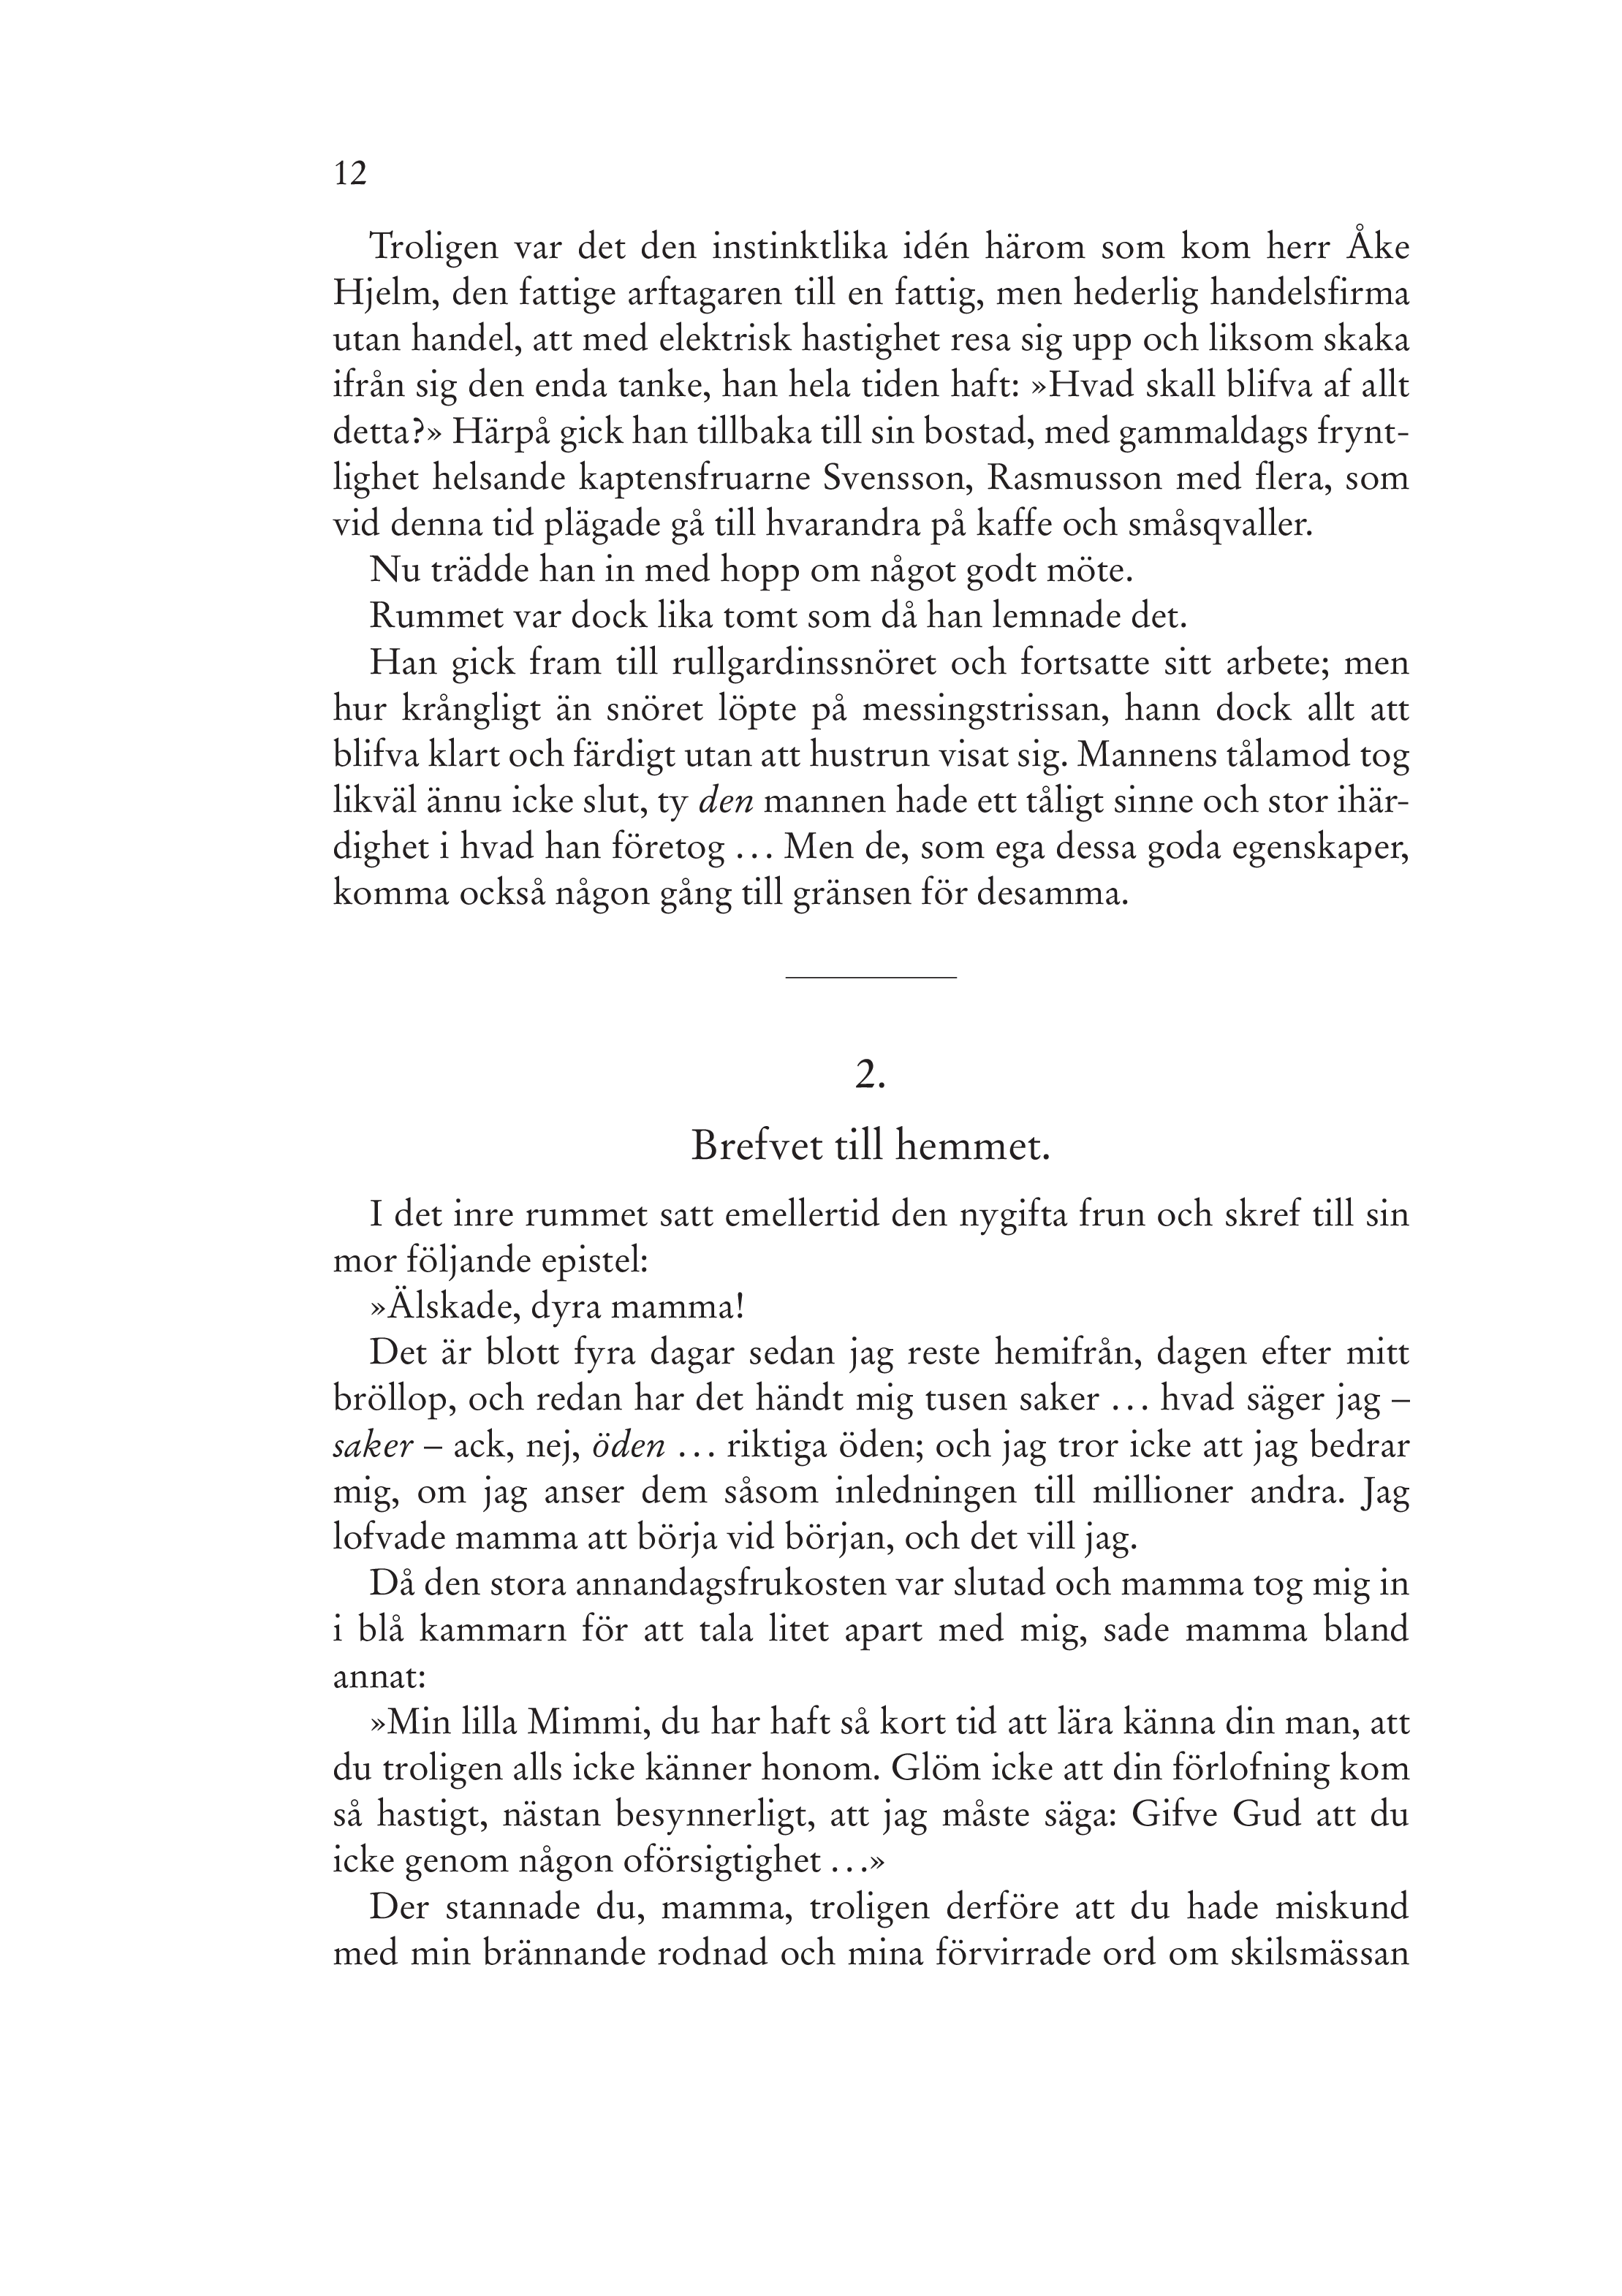 12
Troligen var det den instinktlika idén härom som kom herr Åke
Hjelm, den fattige arftagaren till en fattig, men hederlig handelsfirma
utan handel, att med elektrisk hastighet resa sig upp och liksom skaka
ifrån sig den enda tanke, han hela tiden haft: »Hvad skall blifva af allt
detta?» Härpå gick han tillbaka till sin bostad, med gammaldags frynt-
lighet helsande kaptensfruarne Svensson, Rasmusson med flera, som
vid denna tid plägade gå till hvarandra på kaffe och småsqvaller.
Nu trädde han in med hopp om något godt möte.
Rummet var dock lika tomt som då han lemnade det.
Han gick fram till rullgardinssnöret och fortsatte sitt arbete; men
hur krångligt än snöret löpte på messingstrissan, hann dock allt att
blifva klart och färdigt utan att hustrun visat sig. Mannens tålamod tog
likväl ännu icke slut, ty den mannen hade ett tåligt sinne och stor ihär-
dighet i hvad han företog … Men de, som ega dessa goda egenskaper,
komma också någon gång till gränsen för desamma.
2.
Brefvet till hemmet.
I det inre rummet satt emellertid den nygifta frun och skref till sin
mor följande epistel:
»Älskade, dyra mamma!
Det är blott fyra dagar sedan jag reste hemifrån, dagen efter mitt
bröllop, och redan har det händt mig tusen saker … hvad säger jag –
saker – ack, nej, öden … riktiga öden; och jag tror icke att jag bedrar
mig, om jag anser dem såsom inledningen till millioner andra. Jag
lofvade mamma att börja vid början, och det vill jag.
Då den stora annandagsfrukosten var slutad och mamma tog mig in
i blå kammarn för att tala litet apart med mig, sade mamma bland
annat:
»Min lilla Mimmi, du har haft så kort tid att lära känna din man, att
du troligen alls icke känner honom. Glöm icke att din förlofning kom
så hastigt, nästan besynnerligt, att jag måste säga: Gifve Gud att du
icke genom någon oförsigtighet …»
Der stannade du, mamma, troligen derföre att du hade miskund
med min brännande rodnad och mina förvirrade ord om skilsmässan